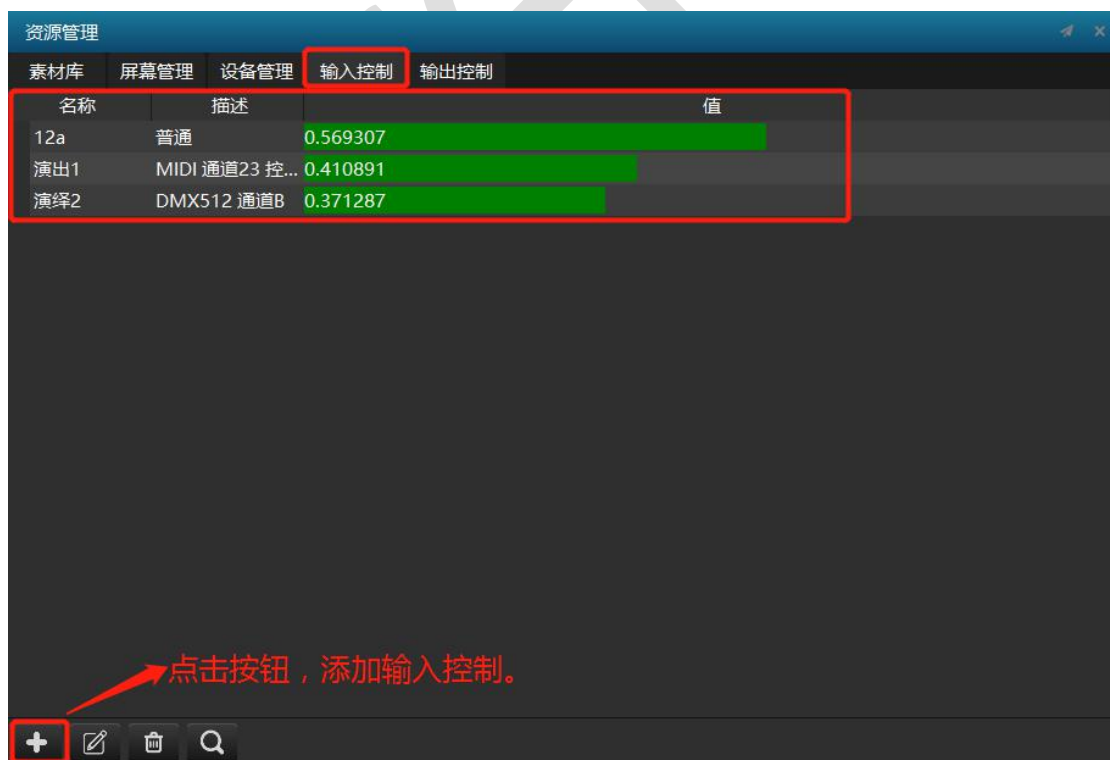 资源管理
素材库 屏幕管理 设备管理 输入控制 输出控制
名称 描述 值
12a 普通 0.569307
演出1 MIDI 通道23 控... 0.410891
演绎2 DMX512 通道B 0.371287
点击按钮，添加输入控制。